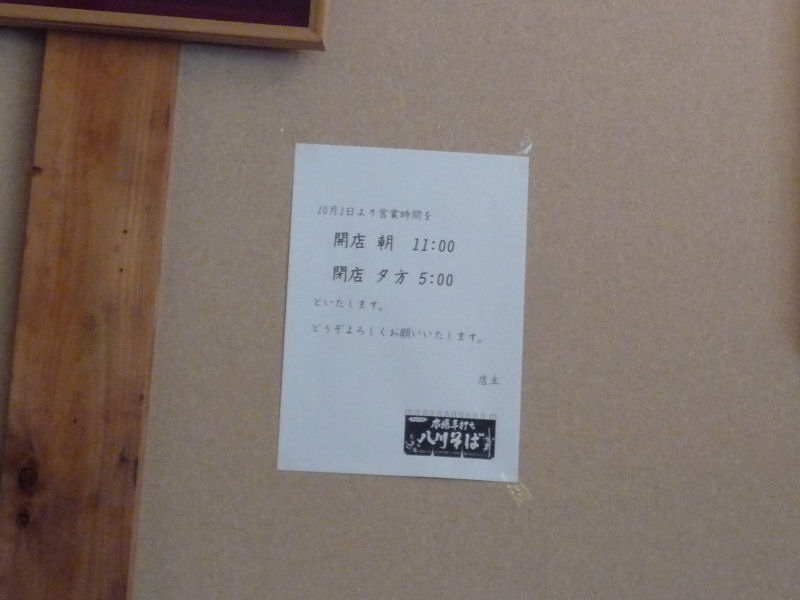 10月1日より営業時間を
開店 朝 11:00
閉店 夕方 5:00
といたします。
どうぞよろしくお願いいたします。
店主
本場手打ち
八川そば